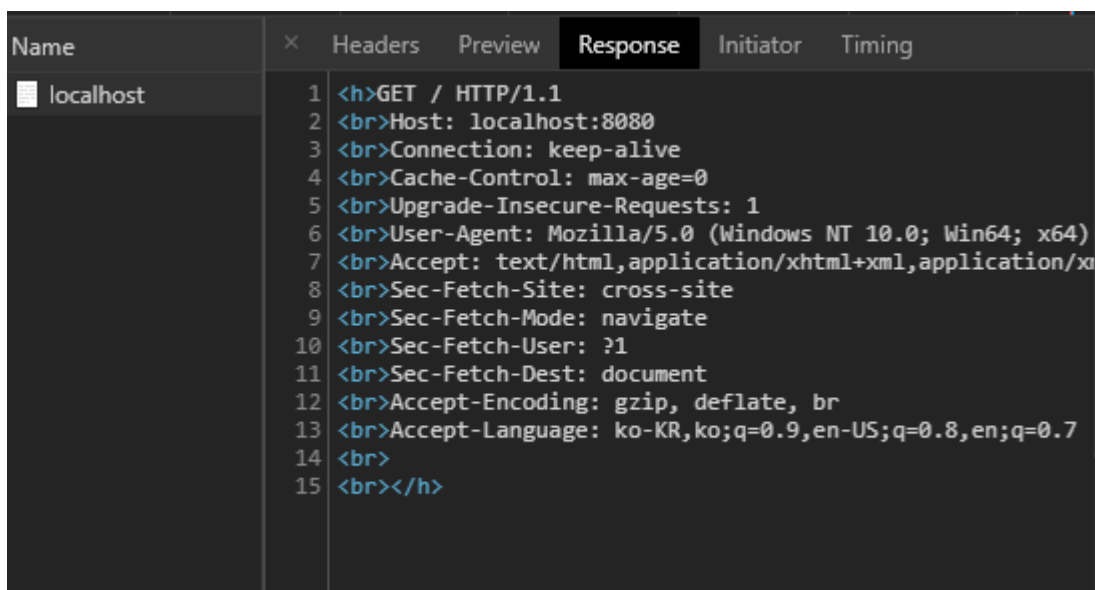 Name
× Headers Preview Response Initiator Timing
localhost
1 <h>GET / HTTP/1.1
2 <br>Host: localhost:8080
3 <br>Connection: keep-alive
4 <br>Cache-Control: max-age=0
5 <br>Upgrade-Insecure-Requests: 1
6 <br>User-Agent: Mozilla/5.0 (Windows NT 10.0; Win64; x64)
7 <br>Accept: text/html,application/xhtml+xml,application/x
8 <br>Sec-Fetch-Site: cross-site
9 <br>Sec-Fetch-Mode: navigate
10 <br>Sec-Fetch-User: ?1
11 <br>Sec-Fetch-Dest: document
12 <br>Accept-Encoding: gzip, deflate, br
13 <br>Accept-Language: ko-KR,ko;q=0.9,en-US;q=0.8,en;q=0.7
14 <br>
15 <br></h>